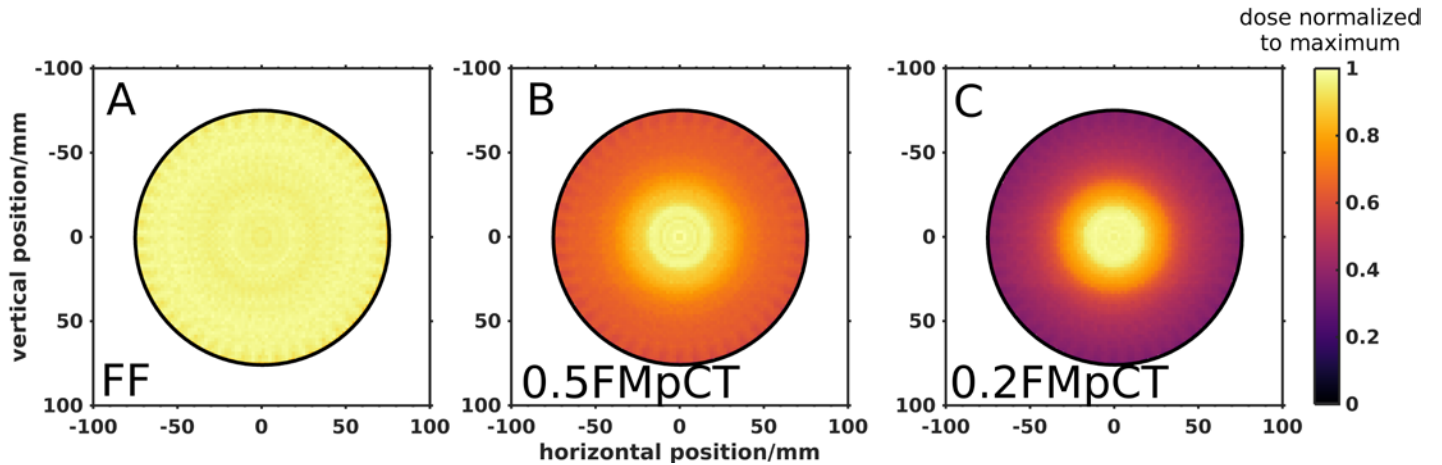 dose normalized
to maximum
A
B
C
FF
0.5FMpCT
0.2FMpCT
vertical position/mm
-100
-50
0
50
100
-100 -50 0 50 100
-100
-50
0
50
100
-100 -50 0 50 100
-100
-50
0
50
100
-100 -50 0 50 100
horizontal position/mm
1
0.8
0.6
0.4
0.2
0